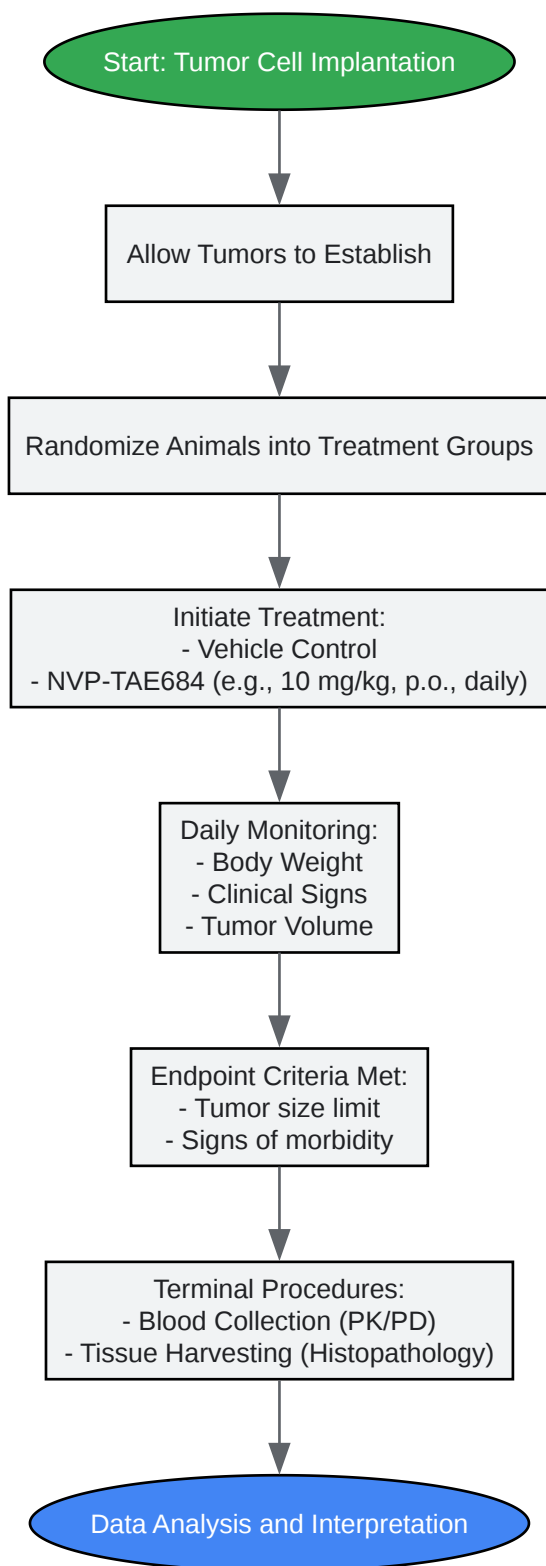 Start: Tumor Cell Implantation
Allow Tumors to Establish
Randomize Animals into Treatment Groups
Initiate Treatment:
- Vehicle Control
- NVP-TAE684 (e.g., 10 mg/kg, p.o., daily)
Daily Monitoring:
- Body Weight
- Clinical Signs
- Tumor Volume
Endpoint Criteria Met:
- Tumor size limit
- Signs of morbidity
Terminal Procedures:
- Blood Collection (PK/PD)
- Tissue Harvesting (Histopathology)
Data Analysis and Interpretation